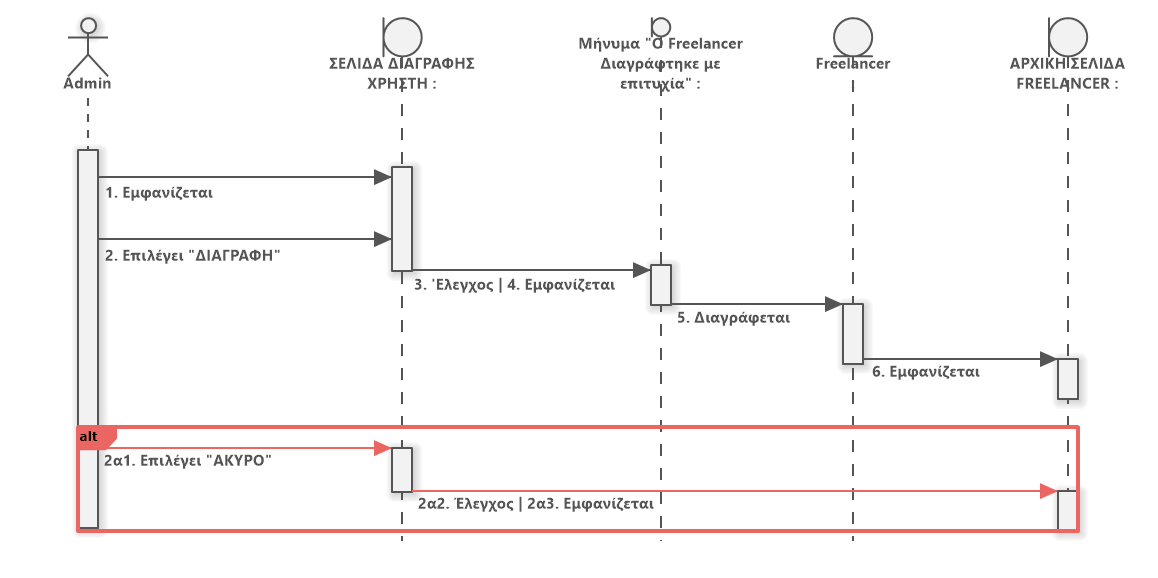 Admin
ΣΕΛΙΔΑ ΔΙΑΓΡΑΦΗΣ
ΧΡΗΣΤΗ :
Μήνυμα "Ο Freelancer
Διαγράφτηκε με
επιτυχία" :
Freelancer
ΑΡΧΙΚΗ ΣΕΛΙΔΑ
FREELANCER :
1. Εμφανίζεται
2. Επιλέγει "ΔΙΑΓΡΑΦΗ"
3. Έλεγχος | 4. Εμφανίζεται
5. Διαγράφεται
6. Εμφανίζεται
alt
2α1. Επιλέγει "ΑΚΥΡΟ"
2α2. Έλεγχος | 2α3. Εμφανίζεται